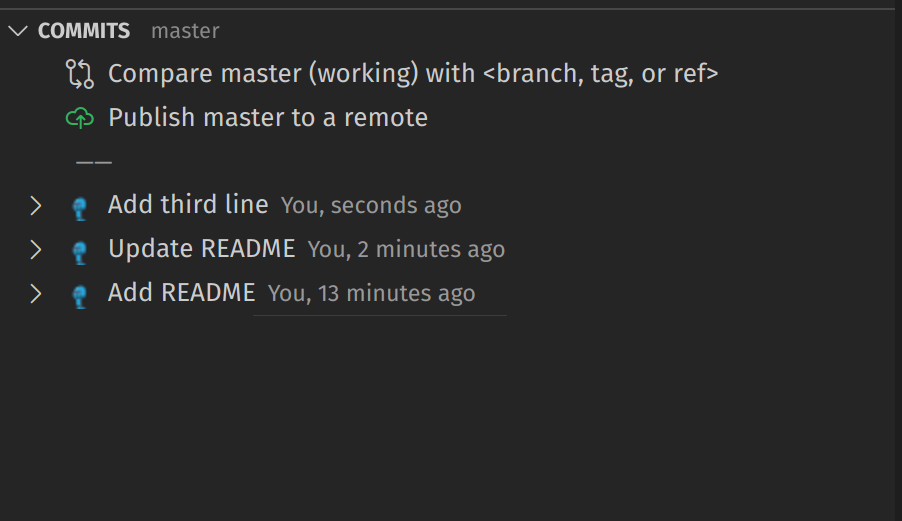 COMMITS master
Compare master (working) with <branch, tag, or ref>
Publish master to a remote
——
Add third line You, seconds ago
Update README You, 2 minutes ago
Add README You, 13 minutes ago